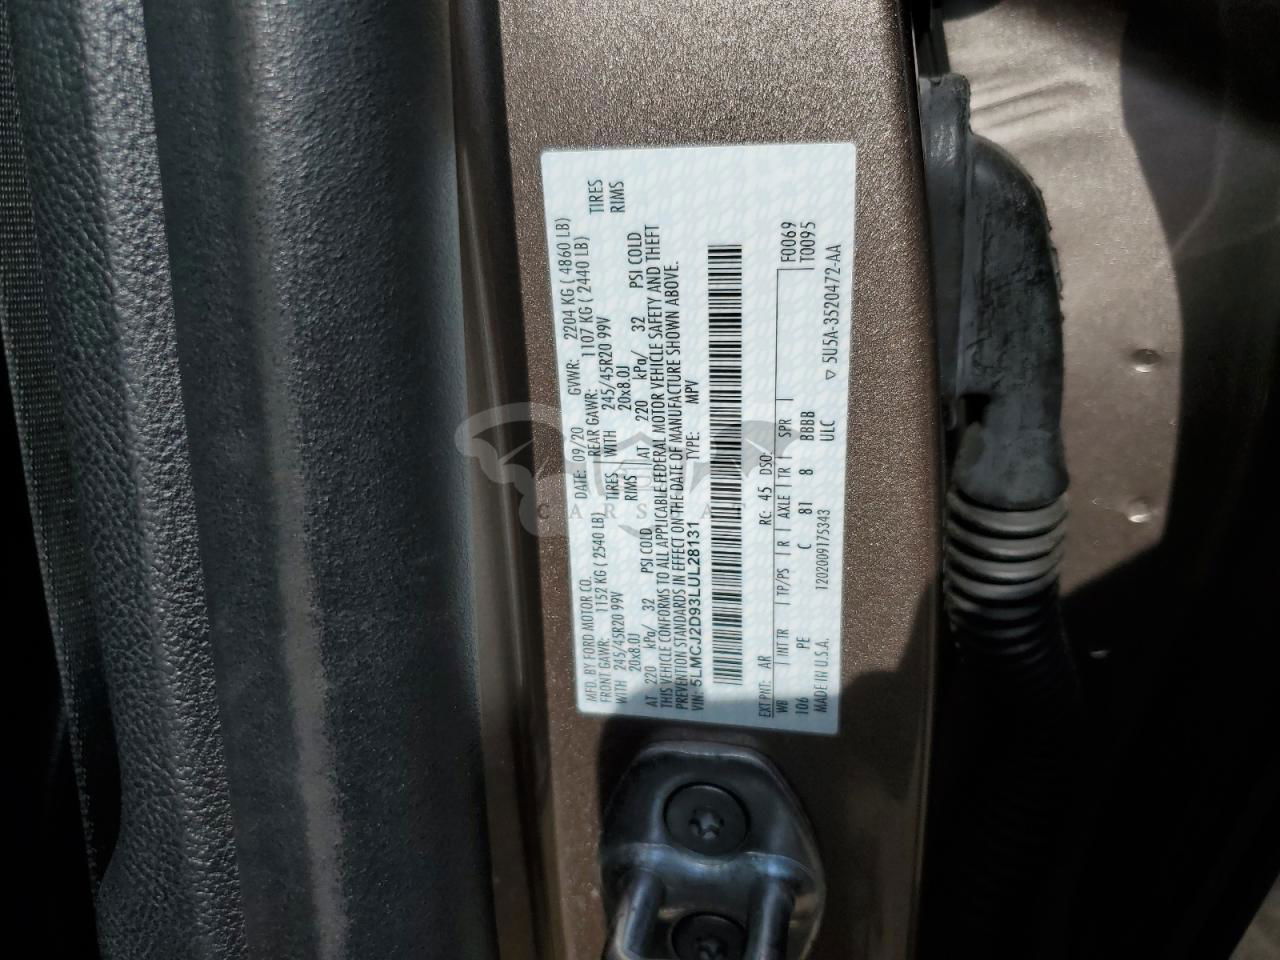 MFD. BY FORD MOTOR CO.
DATE: 09/20 GVWR: 2204 KG ( 4860 LB)
FRONT GAWR: 1152 KG ( 2540 LB) REAR GAWR: 1107 KG ( 2440 LB)
WITH 245/45R20 99V TIRES WITH 245/45R20 99V TIRES
20x8.0J RIMS 20x8.0J RIMS
AT 220 kPa/ 32 PSI COLD AT 220 kPa/ 32 PSI COLD
THIS VEHICLE CONFORMS TO ALL APPLICABLE FEDERAL MOTOR VEHICLE SAFETY AND THEFT
PREVENTION STANDARDS IN EFFECT ON THE DATE OF MANUFACTURE SHOWN ABOVE.
VIN: 5LMCJ2D93LUL28131 TYPE: MPV
EXT PNT: AR RC: 45 DSO:
WB INT TR TP/PS R AXLE TR SPR F0069
106 PE C 81 8 BBBB T0095
MADE IN U.S.A. 1202009175343 ULC ▽ 5U5A-3520472-AA
CARSTAT